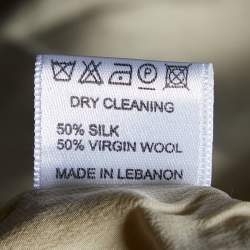 DRY CLEANING
50% SILK
50% VIRGIN WOOL
MADE IN LEBANON